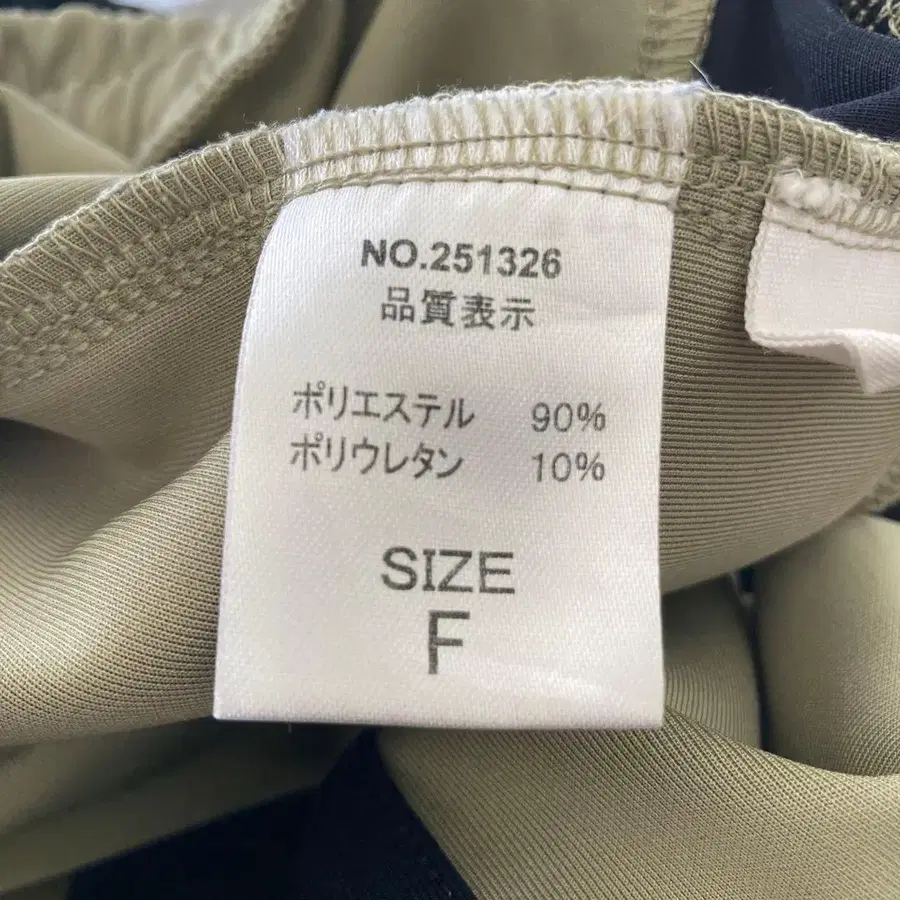 NO.251326
品質表示
ポリエステル 90%
ポリウレタン 10%
SIZE
F